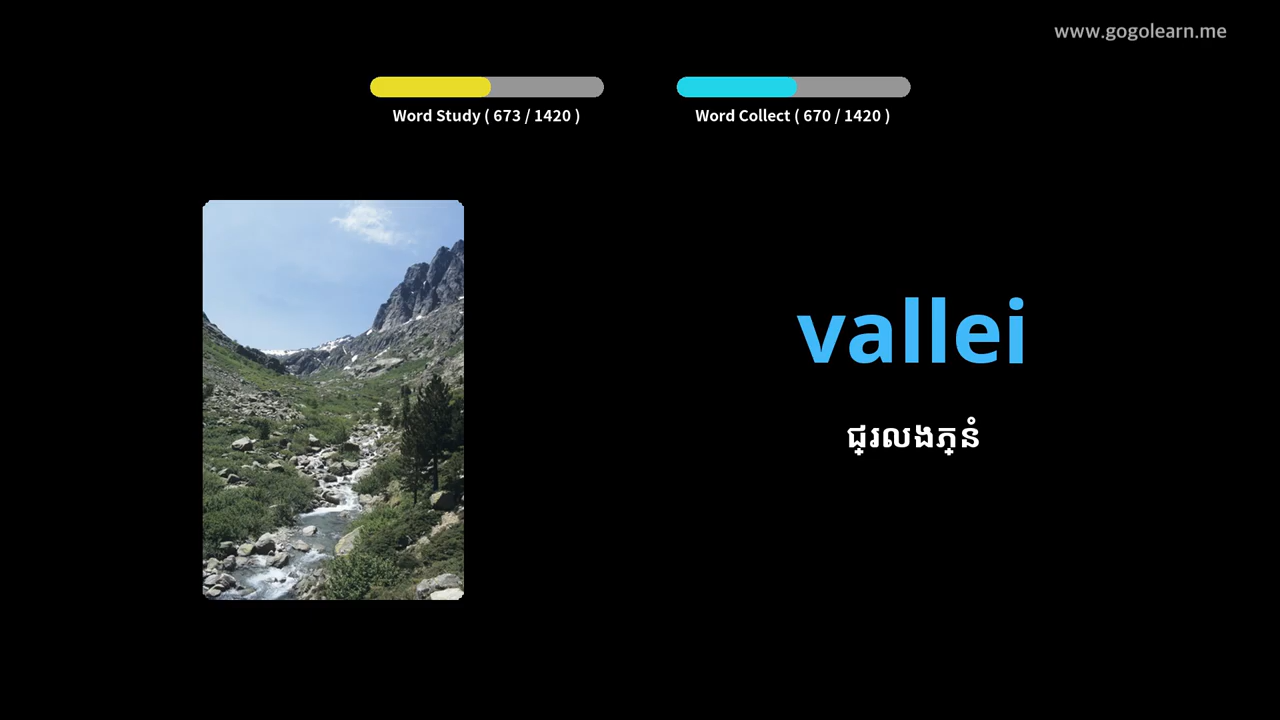 www.gogolearn.me
Word Study ( 673 / 1420 )
Word Collect ( 670 / 1420 )
vallei
ជ្រលងភ្នំ